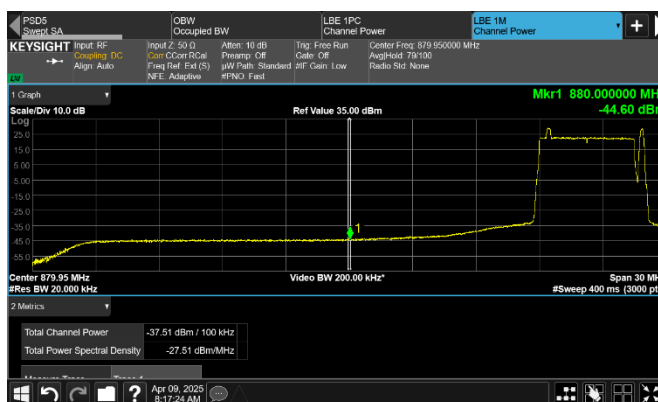 PSD5
Swept SA
OBW
Occupied BW
LBE 1PC
Channel Power
LBE 1M
Channel Power
KEYSIGHT
Input: RF
Coupling: DC
Align: Auto
Input Z: 50 Ω
Corr CCorr RCal
Freq Ref: Ext (S)
NFE: Adaptive
Atten: 10 dB
Preamp: Off
µW Path: Standard
#PNO: Fast
Trig: Free Run
Gate: Off
#IF Gain: Low
Center Freq: 879.950000 MHz
Avg|Hold: 79/100
Radio Std: None
1 Graph
Scale/Div 10.0 dB
Ref Value 35.00 dBm
Mkr1 880.000000 MH
-44.60 dBr
Log
25.0
15.0
5.00
-5.00
-15.0
-25.0
-35.0
-45.0
-55.0
1
Center 879.95 MHz
#Res BW 20.000 kHz
Video BW 200.00 kHz*
Span 30 M
#Sweep 400 ms (3000 pt
2 Metrics
Total Channel Power -37.51 dBm / 100 kHz
Total Power Spectral Density -27.51 dBm/MHz
Apr 09, 2025
8:17:24 AM